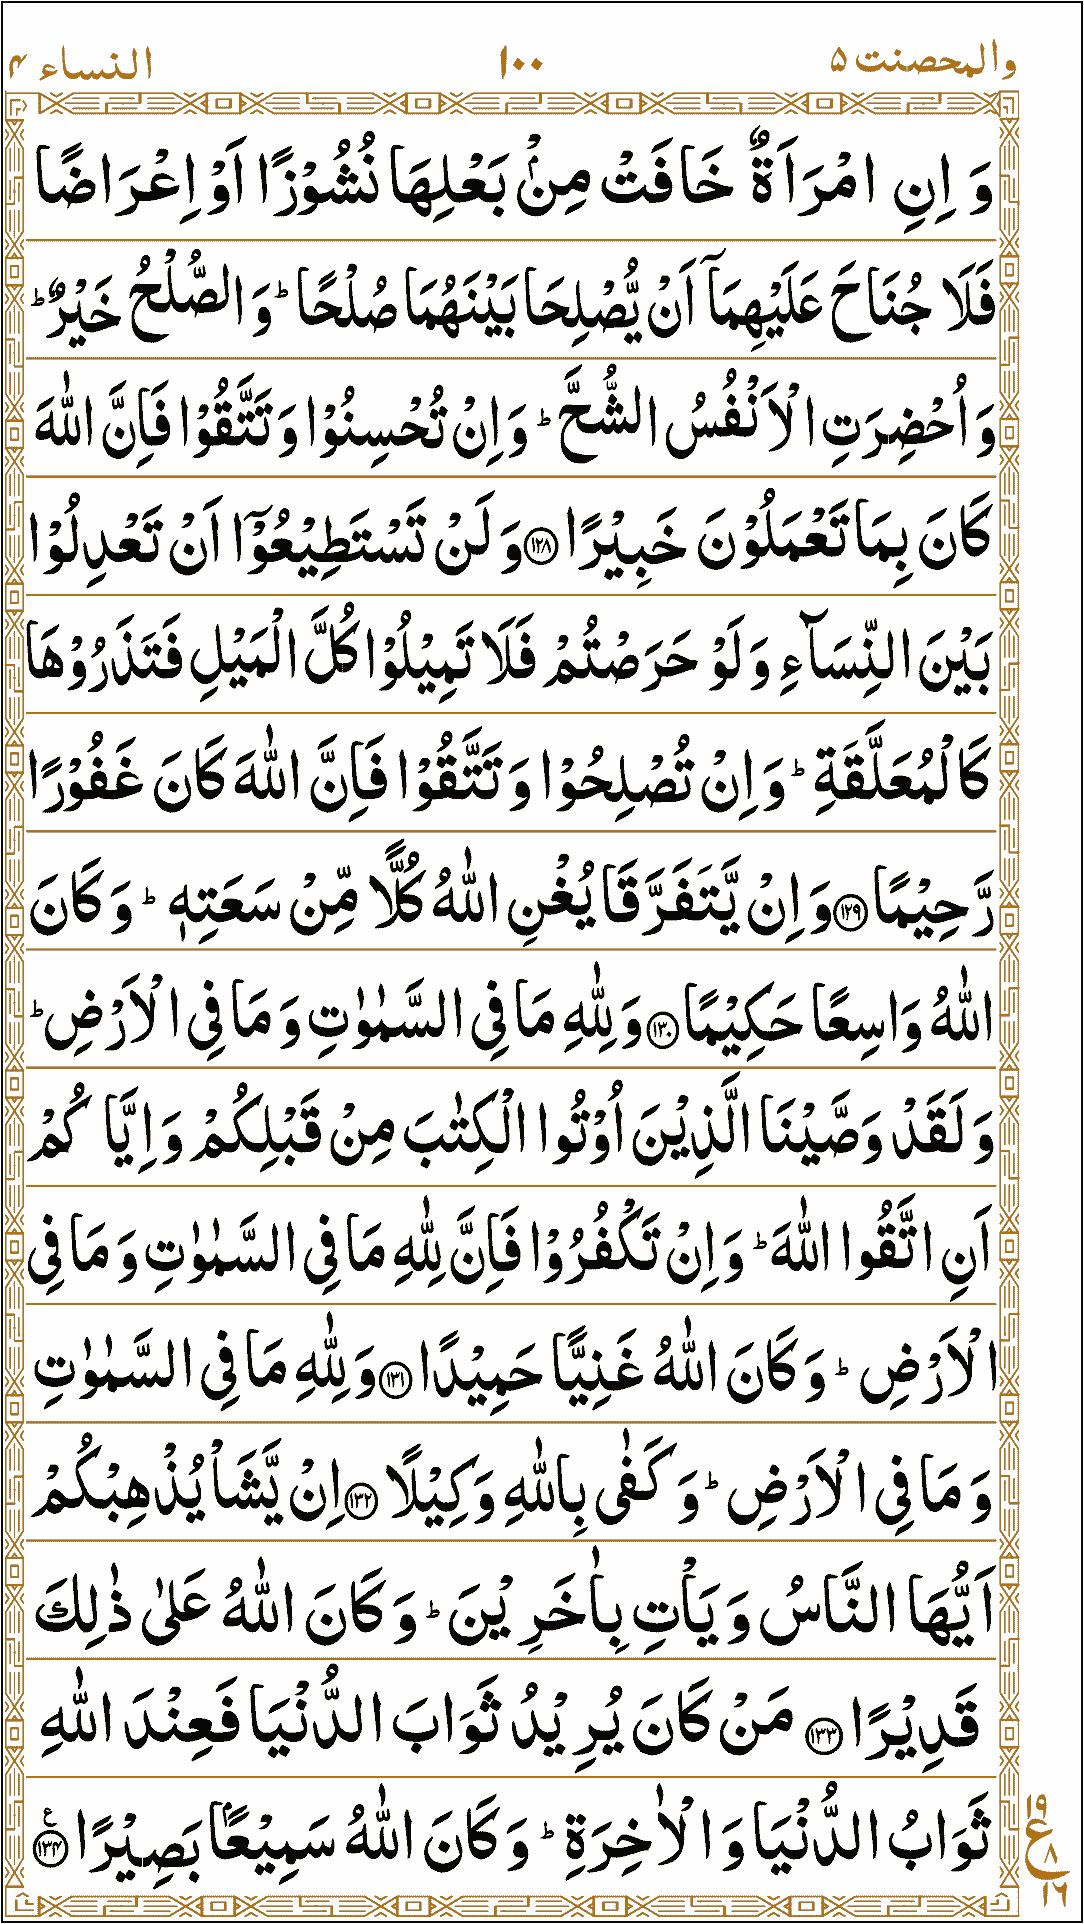 والمحصنت ۵ ۱۰۰ النساء ۴
وَ اِنِ امْرَاَةٌ خَافَتْ مِنْۢ بَعْلِهَا نُشُوْزًا اَوْ اِعْرَاضًا
فَلَا جُنَاحَ عَلَيْهِمَاۤ اَنْ يُّصْلِحَا بَيْنَهُمَا صُلْحًا ؕ وَ الصُّلْحُ خَيْرٌ ؕ
وَ اُحْضِرَتِ الْاَنْفُسُ الشُّحَّ ؕ وَ اِنْ تُحْسِنُوْا وَ تَتَّقُوْا فَاِنَّ اللّٰهَ
كَانَ بِمَا تَعْمَلُوْنَ خَبِيْرًا ۝۱۲۸ وَ لَنْ تَسْتَطِيْعُوْۤا اَنْ تَعْدِلُوْا
بَيْنَ النِّسَآءِ وَ لَوْ حَرَصْتُمْ فَلَا تَمِيْلُوْا كُلَّ الْمَيْلِ فَتَذَرُوْهَا
كَالْمُعَلَّقَةِ ؕ وَ اِنْ تُصْلِحُوْا وَ تَتَّقُوْا فَاِنَّ اللّٰهَ كَانَ غَفُوْرًا
رَّحِيْمًا ۝۱۲۹ وَ اِنْ يَّتَفَرَّقَا يُغْنِ اللّٰهُ كُلًّا مِّنْ سَعَتِهٖ ؕ وَ كَانَ
اللّٰهُ وَاسِعًا حَكِيْمًا ۝۱۳۰ وَ لِلّٰهِ مَا فِي السَّمٰوٰتِ وَ مَا فِي الْاَرْضِ ؕ
وَ لَقَدْ وَصَّيْنَا الَّذِيْنَ اُوْتُوا الْكِتٰبَ مِنْ قَبْلِكُمْ وَ اِيَّا كُمْ
اَنِ اتَّقُوا اللّٰهَ ؕ وَ اِنْ تَكْفُرُوْا فَاِنَّ لِلّٰهِ مَا فِي السَّمٰوٰتِ وَ مَا فِي
الْاَرْضِ ؕ وَ كَانَ اللّٰهُ غَنِيًّا حَمِيْدًا ۝۱۳۱ وَ لِلّٰهِ مَا فِي السَّمٰوٰتِ
وَ مَا فِي الْاَرْضِ ؕ وَ كَفٰى بِاللّٰهِ وَكِيْلًا ۝۱۳۲ اِنْ يَّشَاْ يُذْهِبْكُمْ
اَيُّهَا النَّاسُ وَ يَاْتِ بِاٰخَرِيْنَ ؕ وَ كَانَ اللّٰهُ عَلٰى ذٰلِكَ
قَدِيْرًا ۝۱۳۳ مَنْ كَانَ يُرِيْدُ ثَوَابَ الدُّنْيَا فَعِنْدَ اللّٰهِ
ثَوَابُ الدُّنْيَا وَ الْاٰخِرَةِ ؕ وَ كَانَ اللّٰهُ سَمِيْعًۢا بَصِيْرًا ۝۱۳۴ ع
۱۹ ع ۸ ۱۶